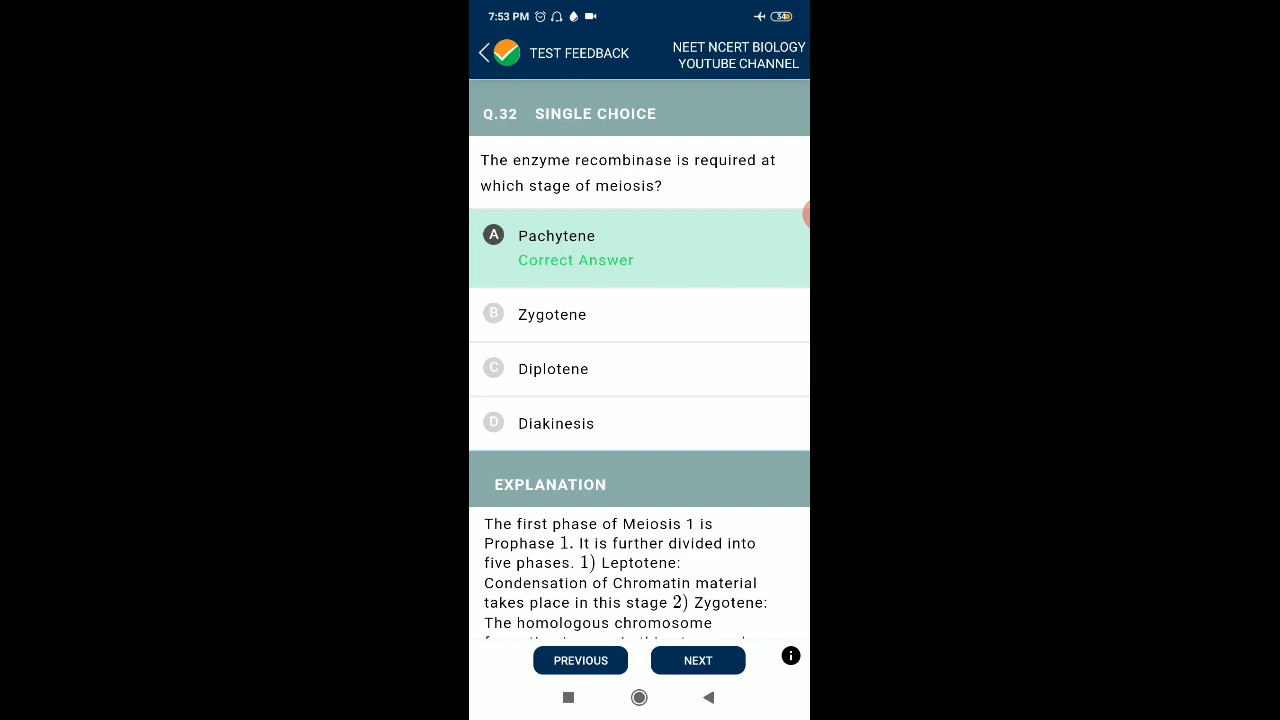 7:53 PM
34
TEST FEEDBACK
NEET NCERT BIOLOGY
YOUTUBE CHANNEL
Q.32 SINGLE CHOICE
The enzyme recombinase is required at
which stage of meiosis?
A Pachytene
Correct Answer
B Zygotene
C Diplotene
D Diakinesis
EXPLANATION
The first phase of Meiosis 1 is
Prophase 1. It is further divided into
five phases. 1) Leptotene:
Condensation of Chromatin material
takes place in this stage 2) Zygotene:
The homologous chromosome
PREVIOUS
NEXT